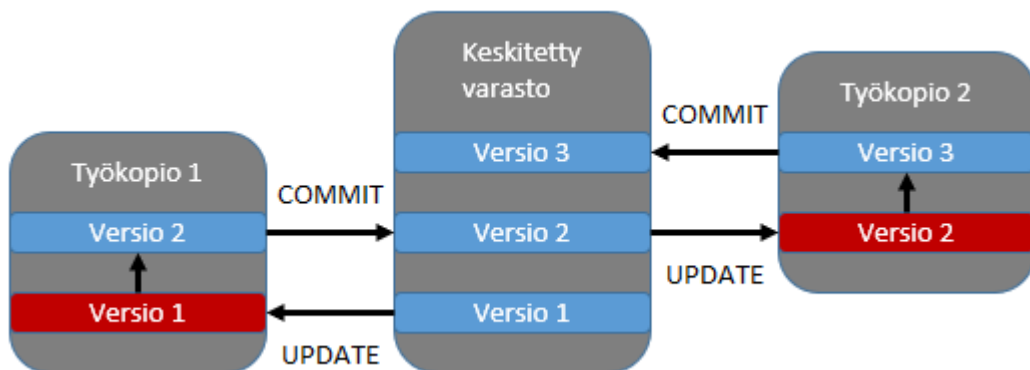 Keskitetty
varasto
Työkopio 2
COMMIT
Versio 3
Versio 3
Työkopio 1
COMMIT
Versio 2
Versio 2
Versio 2
UPDATE
Versio 1
Versio 1
UPDATE